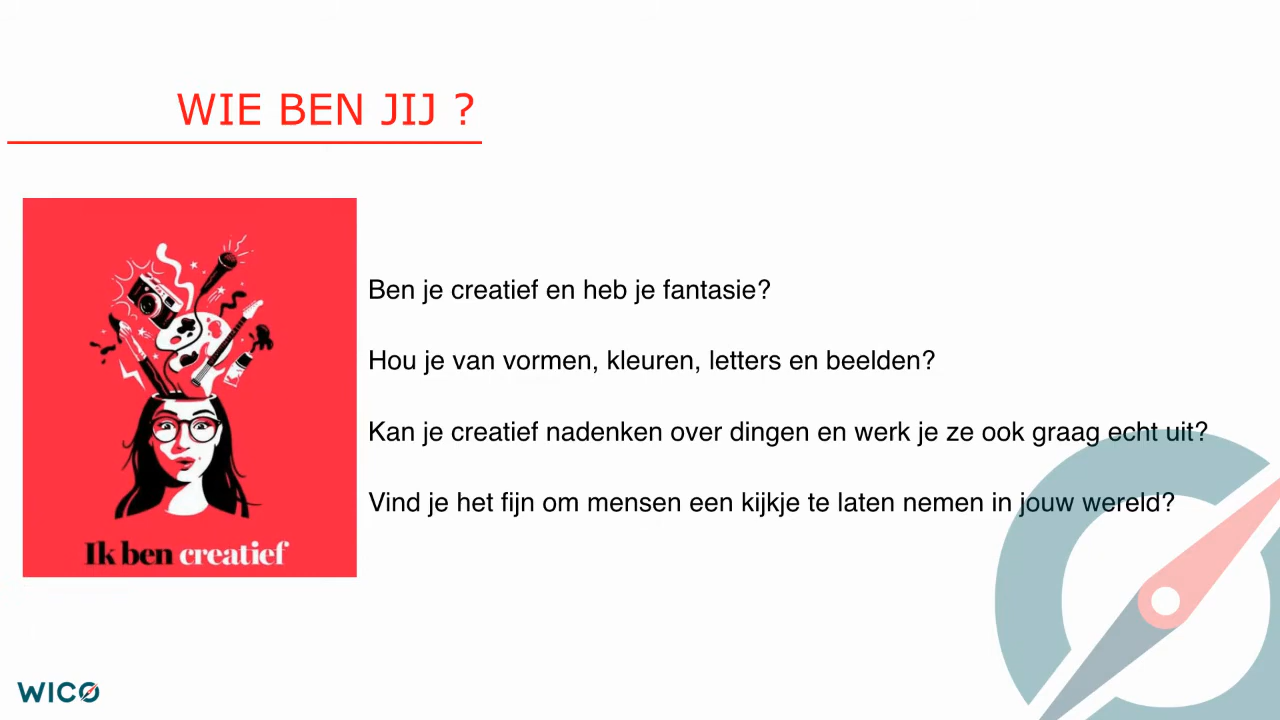 WIE BEN JIJ ?
Ben je creatief en heb je fantasie?
Hou je van vormen, kleuren, letters en beelden?
Kan je creatief nadenken over dingen en werk je ze ook graag echt uit?
Vind je het fijn om mensen een kijkje te laten nemen in jouw wereld?
Ik ben creatief
WICO